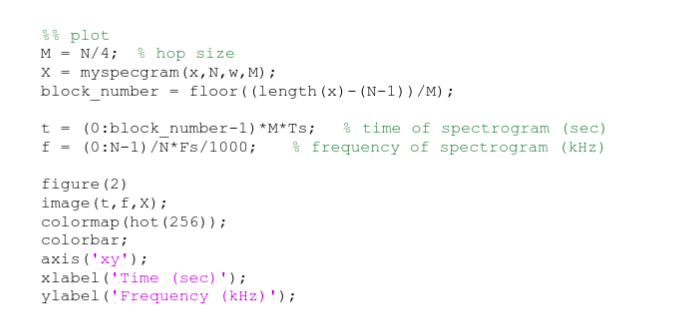 %% plot
M = N/4;  % hop size
X = myspecgram(x,N,w,M);
block_number = floor((length(x)-(N-1))/M);
t = (0:block_number-1)*M*Ts;   % time of spectrogram (sec)
f = (0:N-1)/N*Fs/1000;    % frequency of spectrogram (kHz)
figure(2)
image(t,f,X);
colormap(hot(256));
colorbar;
axis('xy');
xlabel('Time (sec)');
ylabel('Frequency (kHz)');